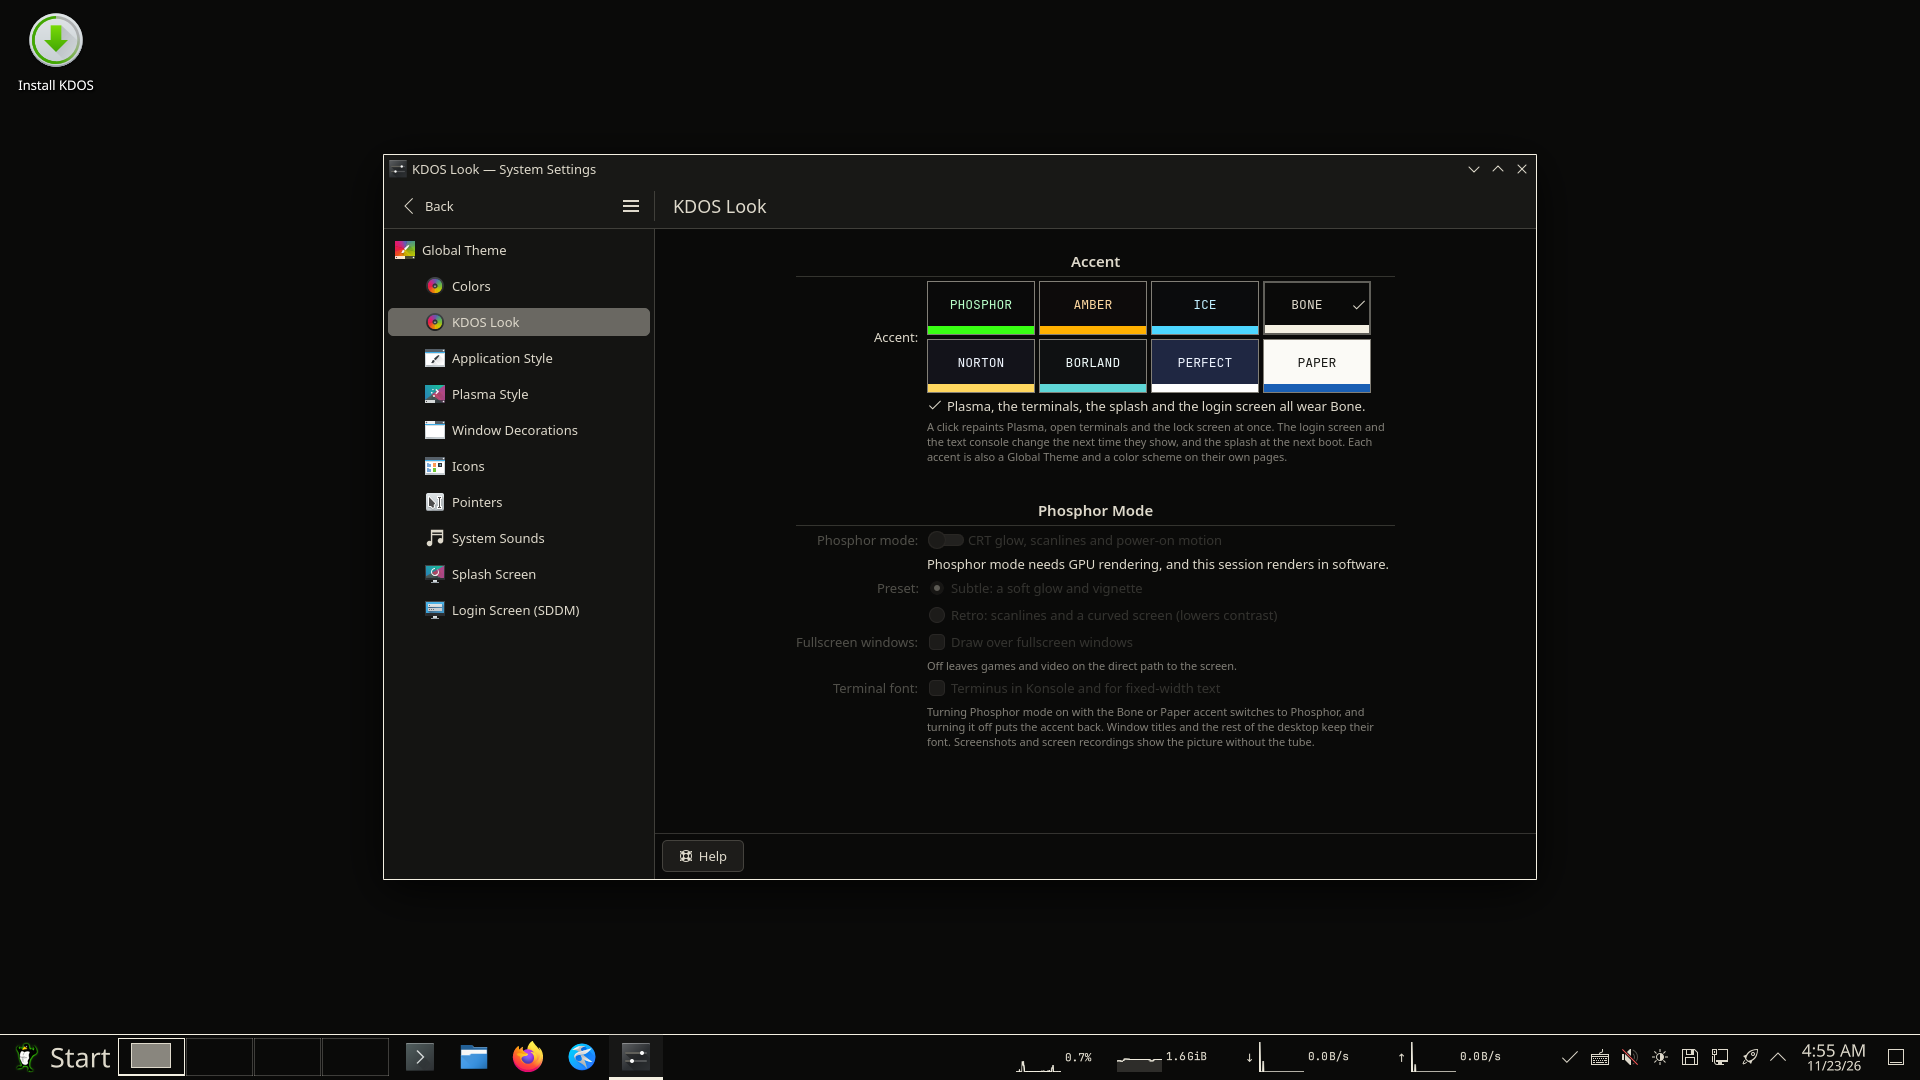 Install KDOS
KDOS Look — System Settings
Back
KDOS Look
Global Theme
Colors
KDOS Look
Application Style
Plasma Style
Window Decorations
Icons
Pointers
System Sounds
Splash Screen
Login Screen (SDDM)
Accent
Accent:
PHOSPHOR AMBER ICE BONE
NORTON BORLAND PERFECT PAPER
Plasma, the terminals, the splash and the login screen all wear Bone.
A click repaints Plasma, open terminals and the lock screen at once. The login screen and
the text console change the next time they show, and the splash at the next boot. Each
accent is also a Global Theme and a color scheme on their own pages.
Phosphor Mode
Phosphor mode: CRT glow, scanlines and power-on motion
Phosphor mode needs GPU rendering, and this session renders in software.
Preset: Subtle: a soft glow and vignette
Retro: scanlines and a curved screen (lowers contrast)
Fullscreen windows: Draw over fullscreen windows
Off leaves games and video on the direct path to the screen.
Terminal font: Terminus in Konsole and for fixed-width text
Turning Phosphor mode on with the Bone or Paper accent switches to Phosphor, and
turning it off puts the accent back. Window titles and the rest of the desktop keep their
font. Screenshots and screen recordings show the picture without the tube.
Help
Start
0.7% 1.6GiB ↓ 0.0B/s ↑ 0.0B/s
4:55 AM
11/23/26